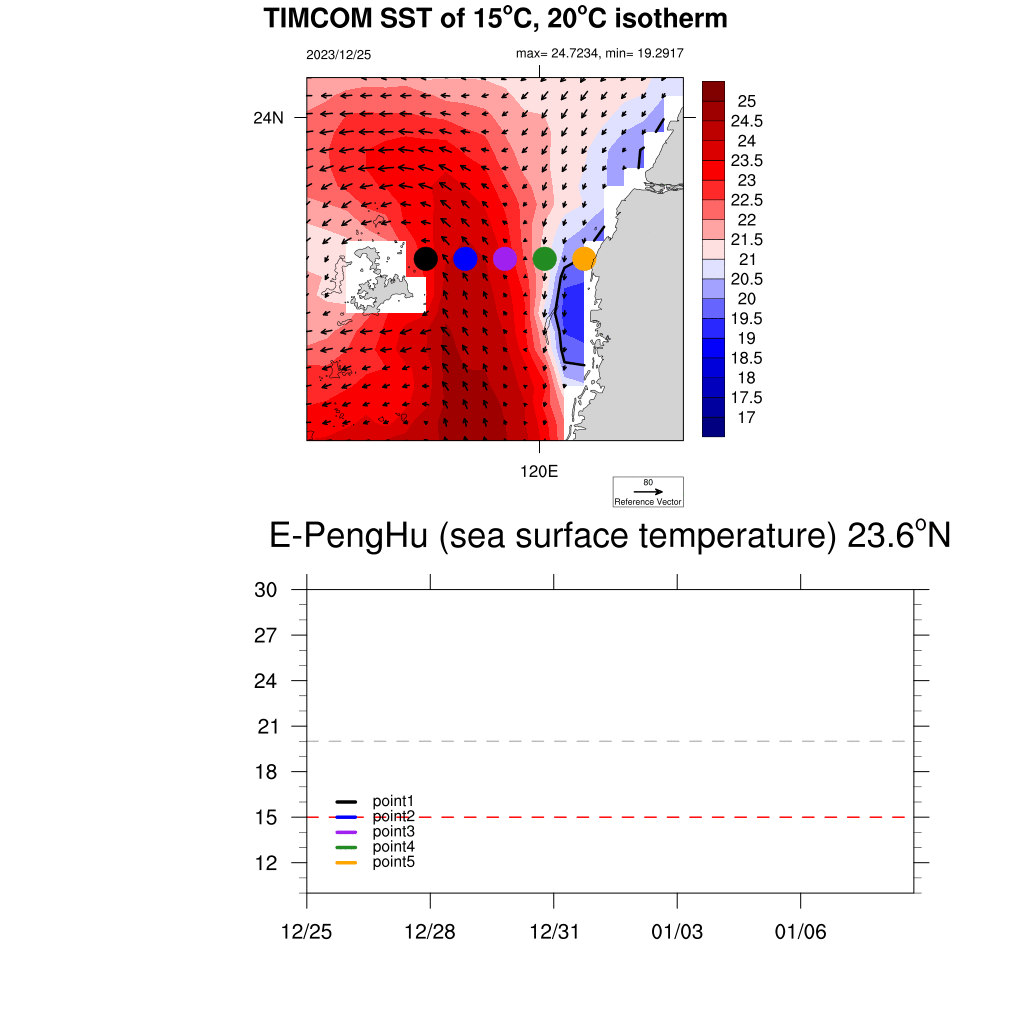 TIMCOM SST of 15°C, 20°C isotherm
2023/12/25
max= 24.7234, min= 19.2917
24N
120E
25
24.5
24
23.5
23
22.5
22
21.5
21
20.5
20
19.5
19
18.5
18
17.5
17
80
Reference Vector
E-PengHu (sea surface temperature) 23.6°N
30
27
24
21
18
15
12
point1
point2
point3
point4
point5
12/25
12/28
12/31
01/03
01/06